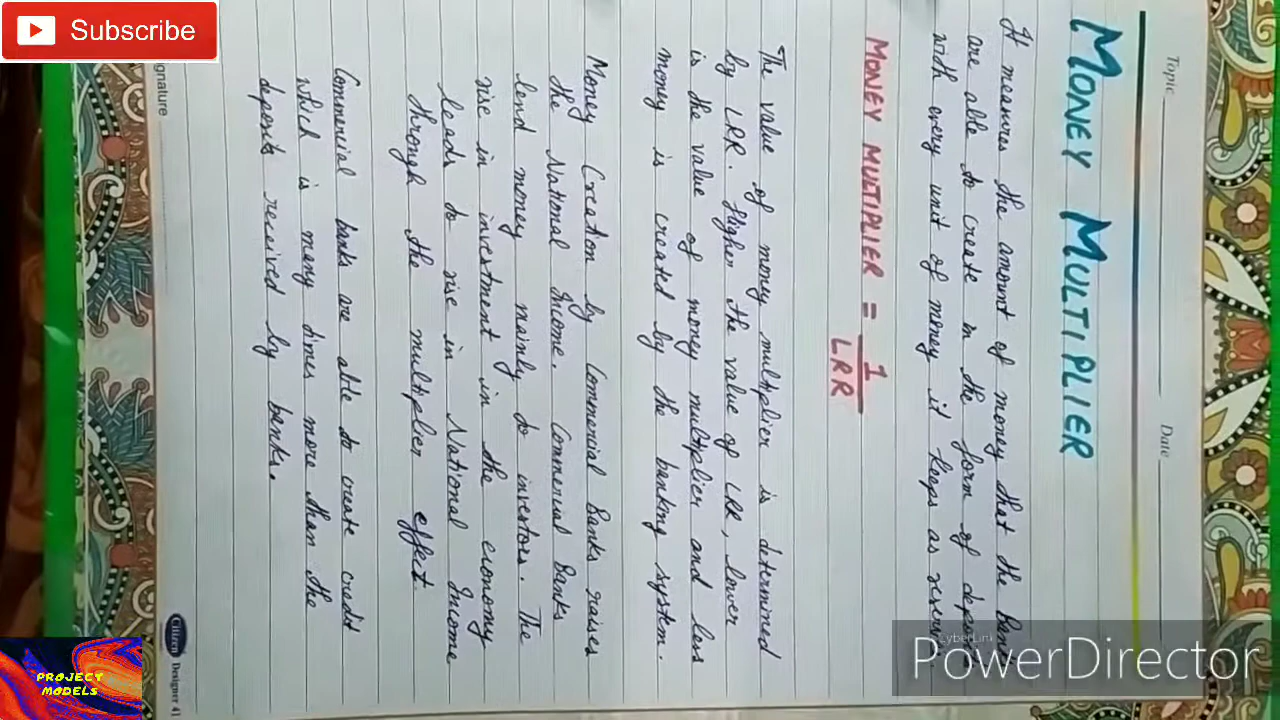 Subscribe
Topic
Date
MONEY MULTIPLIER
It measures the amount of money that the
are able to create in the form of
with every unit of money it keeps as
MONEY MULTIPLIER = 1
LRR
The value of money multiplier is determined
by LRR. Higher the value of LRR, lower
is the value of money multiplier and less
money is created by the banking system.
Money Creation by Commercial Banks raises
the National Income. Commercial Banks
lend money mainly to investors. The
rise in investment in the economy
leads to rise in National Income
through the multiplier effect.
Commercial banks are able to create credit
which is many times more than the
deposits received by banks.
gnature
Citizen Designer 41
PROJECT
MODELS
CyberLink
PowerDirector